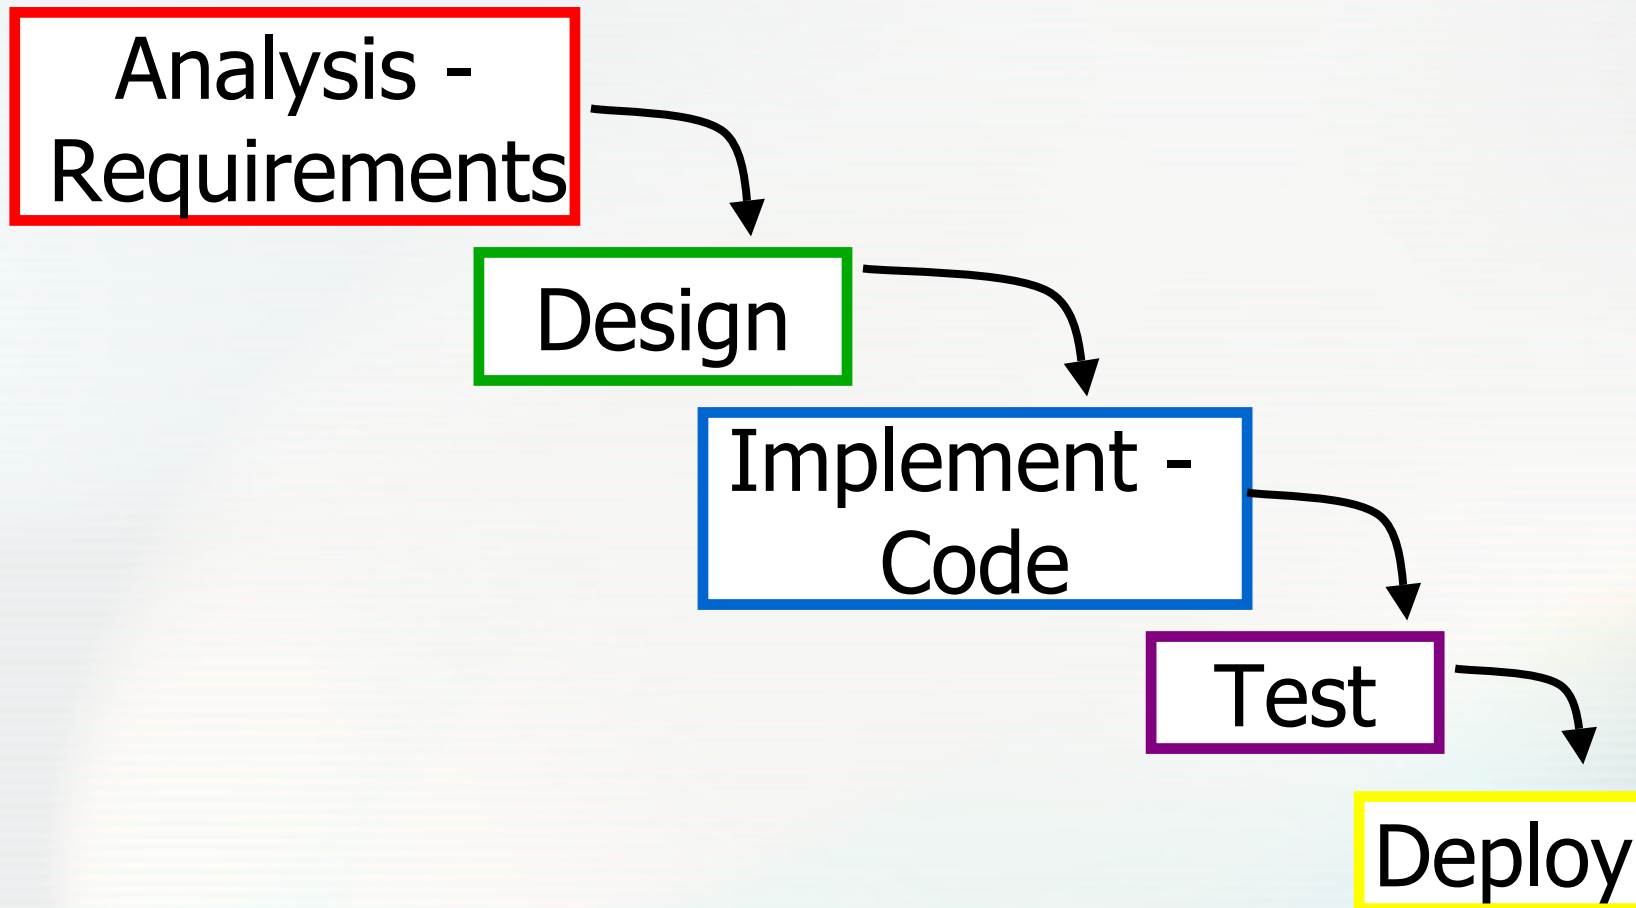 Analysis -
Requirements
Design
Implement -
Code
Test
Deploy